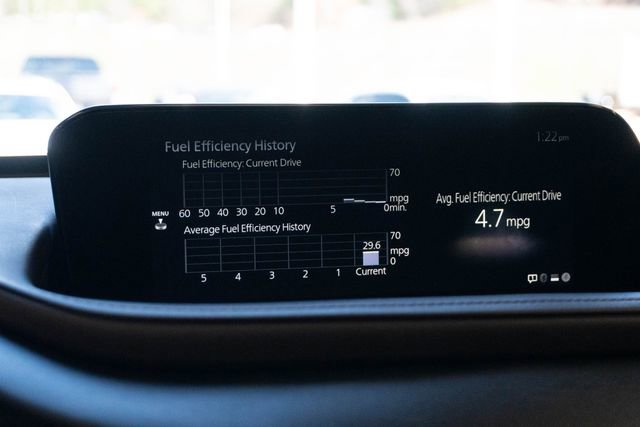 Fuel Efficiency History
1:22 pm
Fuel Efficiency: Current Drive
70
mpg
60 50 40 30 20 10 5 0min.
MENU
Average Fuel Efficiency History
70
29.6
mpg
0
5 4 3 2 1 Current
Avg. Fuel Efficiency: Current Drive
4.7 mpg